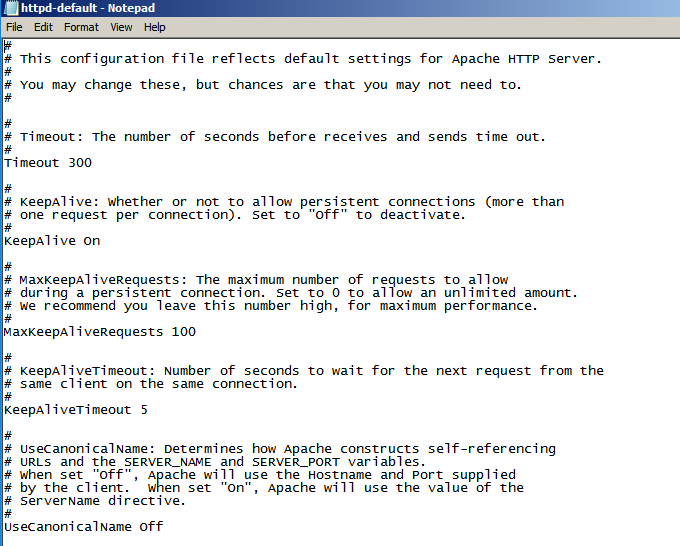 httpd-default - Notepad
File Edit Format View Help
#
# This configuration file reflects default settings for Apache HTTP Server.
#
# You may change these, but chances are that you may not need to.
#
#
# Timeout: The number of seconds before receives and sends time out.
#
Timeout 300
#
# KeepAlive: Whether or not to allow persistent connections (more than
# one request per connection). Set to "Off" to deactivate.
#
KeepAlive On
#
# MaxKeepAliveRequests: The maximum number of requests to allow
# during a persistent connection. Set to 0 to allow an unlimited amount.
# We recommend you leave this number high, for maximum performance.
#
MaxKeepAliveRequests 100
#
# KeepAliveTimeout: Number of seconds to wait for the next request from the
# same client on the same connection.
#
KeepAliveTimeout 5
#
# UseCanonicalName: Determines how Apache constructs self-referencing
# URLs and the SERVER_NAME and SERVER_PORT variables.
# When set "Off", Apache will use the Hostname and Port supplied
# by the client.  When set "On", Apache will use the value of the
# ServerName directive.
#
UseCanonicalName Off